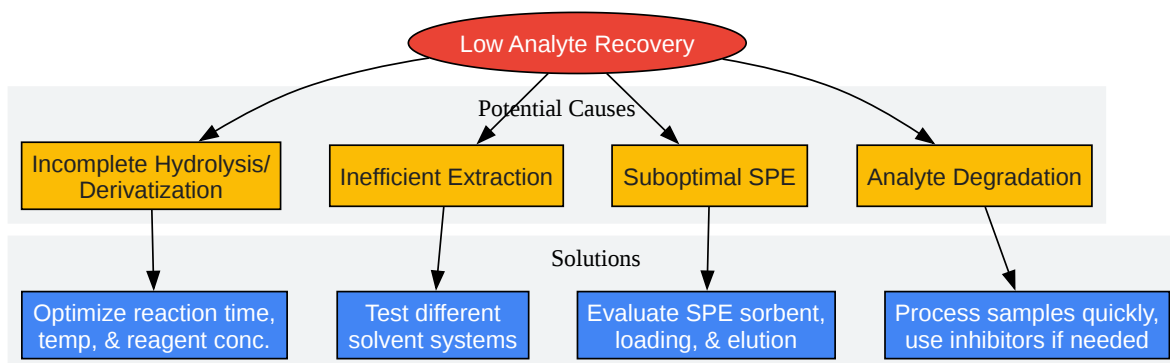 Low Analyte Recovery
Potential Causes
Incomplete Hydrolysis/
Derivatization
Inefficient Extraction
Suboptimal SPE
Analyte Degradation
Solutions
Optimize reaction time,
temp, & reagent conc.
Test different
solvent systems
Evaluate SPE sorbent,
loading, & elution
Process samples quickly,
use inhibitors if needed